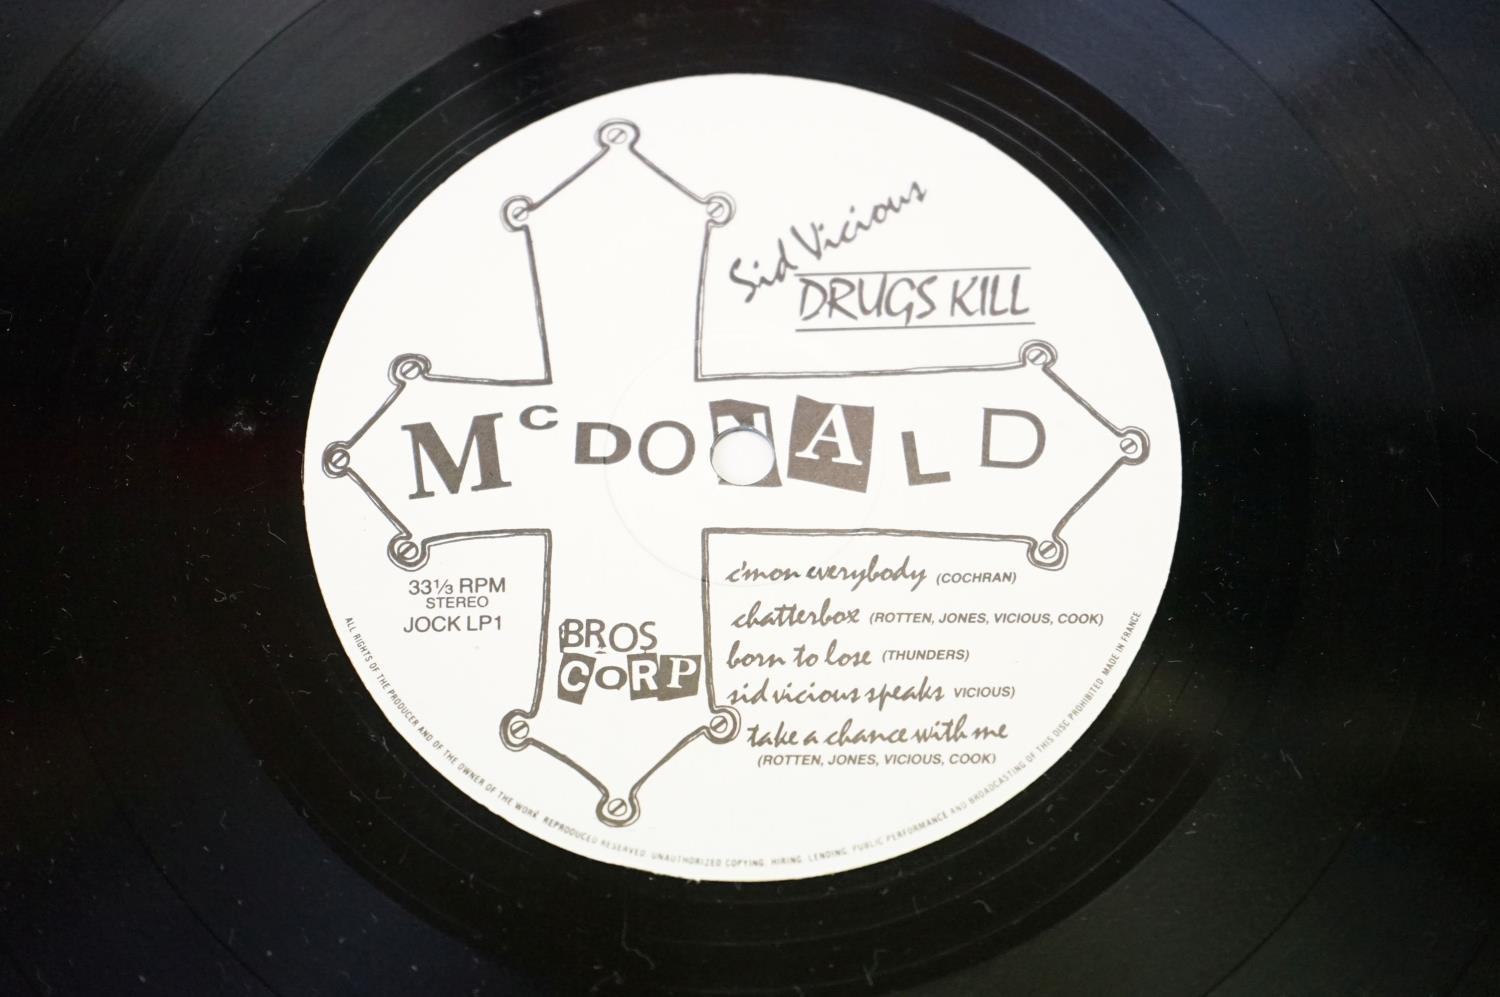 Sid Vicious
DRUGS KILL
McDONALD
BROS
CORP
33⅓ RPM
STEREO
JOCK LP1
c'mon everybody (COCHRAN)
chatterbox (ROTTEN, JONES, VICIOUS, COOK)
born to lose (THUNDERS)
sid vicious speaks VICIOUS)
take a chance with me
(ROTTEN, JONES, VICIOUS, COOK)
ALL RIGHTS OF THE PRODUCER AND OF THE OWNER OF THE WORK REPRODUCED RESERVED. UNAUTHORIZED COPYING, HIRING, LENDING, PUBLIC PERFORMANCE AND BROADCASTING OF THIS DISC PROHIBITED. MADE IN FRANCE